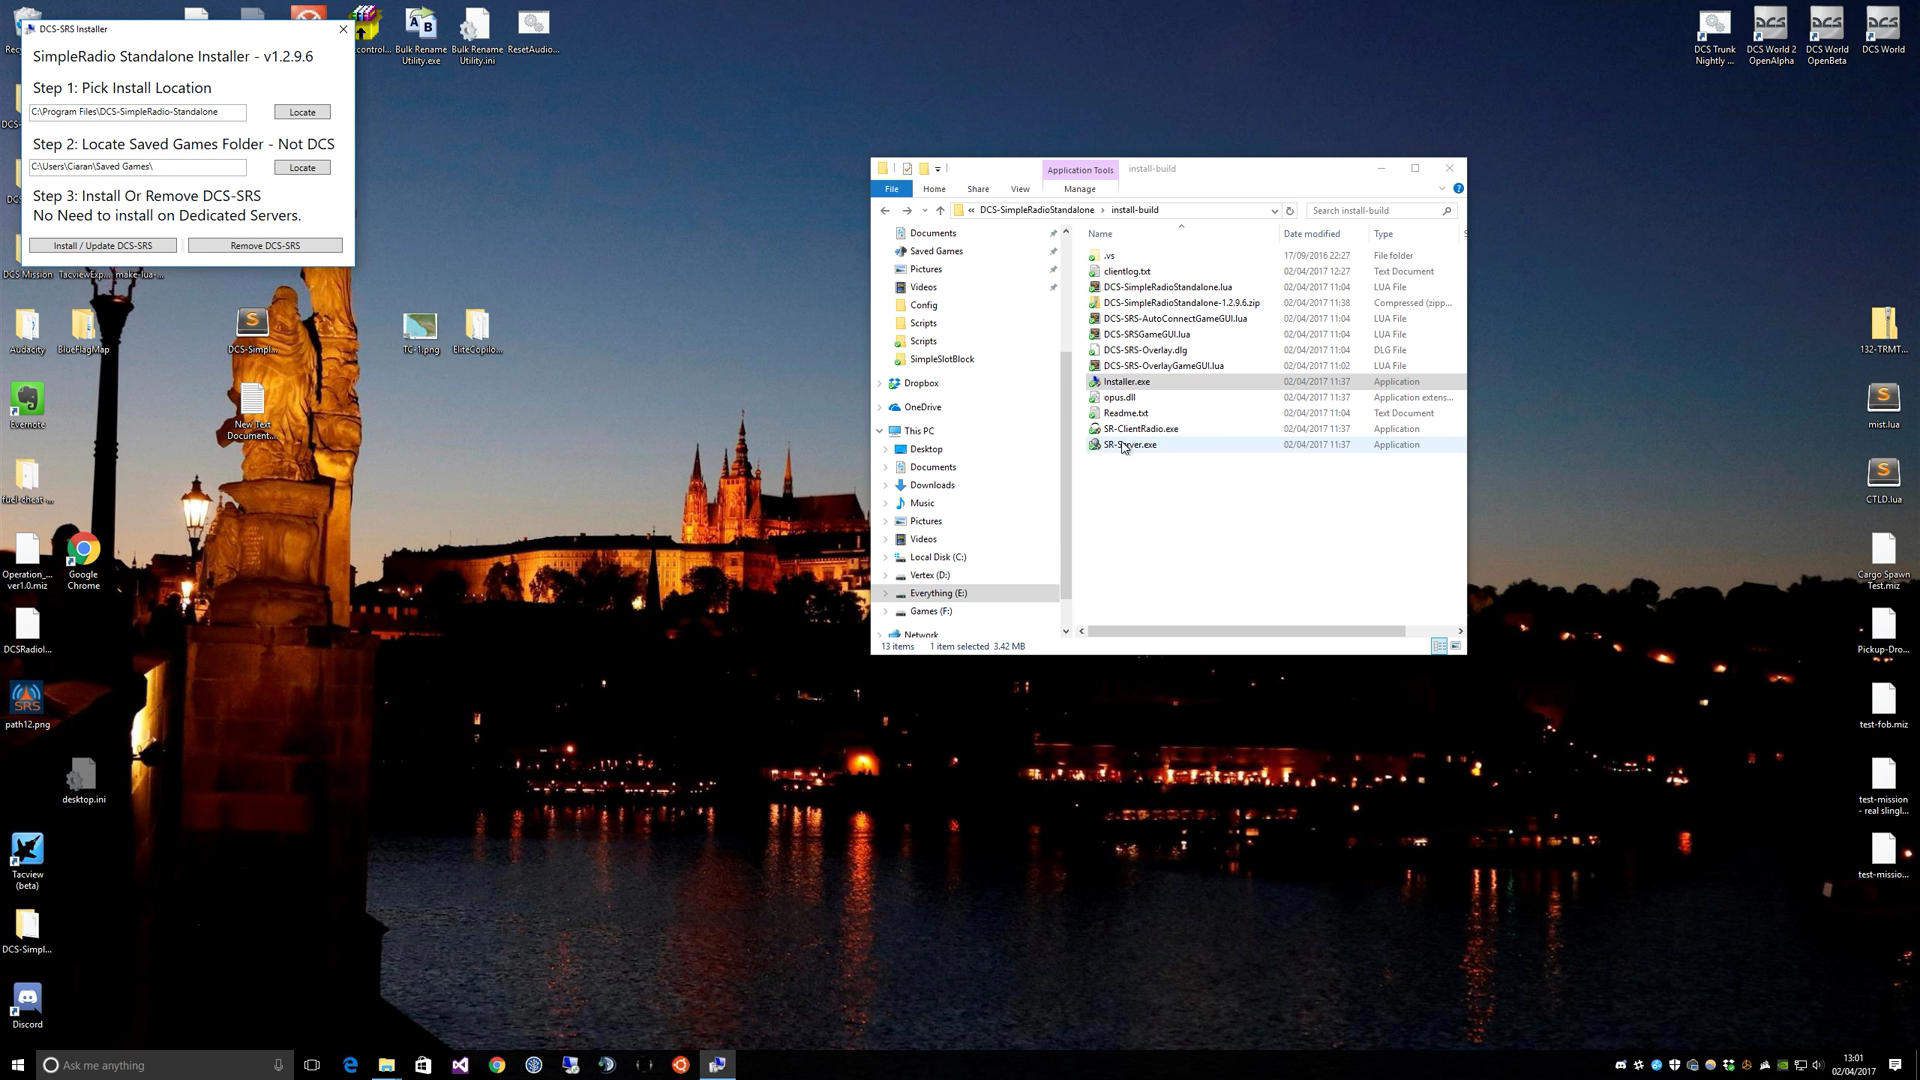 DCS-SRS Installer
SimpleRadio Standalone Installer - v1.2.9.6
Step 1: Pick Install Location
C:\Program Files\DCS-SimpleRadio-Standalone
Locate
Step 2: Locate Saved Games Folder - Not DCS
C:\Users\Ciaran\Saved Games\
Locate
Step 3: Install Or Remove DCS-SRS
No Need to install on Dedicated Servers.
Install / Update DCS-SRS
Remove DCS-SRS
Bulk Rename
Utility.exe
Bulk Rename
Utility.ini
ResetAudio...
DCS Trunk
Nightly ...
DCS World 2
OpenAlpha
DCS World
OpenBeta
DCS World
DCS Mission
TacviewExp...
make-lua-...
Audacity
BlueFlagMap
DCS-Simpl...
TC-1.png
EliteCopilo...
Evernote
New Text
Document...
fuel-cheat-...
Operation_...
ver1.0.miz
Google
Chrome
DCSRadioI...
SRS
path12.png
desktop.ini
Tacview
(beta)
DCS-Simpl...
Discord
132-TRMT...
mist.lua
CTLD.lua
Cargo Spawn
Test.miz
Pickup-Dro...
test-fob.miz
test-mission
- real slingl...
test-missio...
Application Tools
install-build
File
Home
Share
View
Manage
« DCS-SimpleRadioStandalone › install-build
Search install-build
Documents
Saved Games
Pictures
Videos
Config
Scripts
Scripts
SimpleSlotBlock
Dropbox
OneDrive
This PC
Desktop
Documents
Downloads
Music
Pictures
Videos
Local Disk (C:)
Vertex (D:)
Everything (E:)
Games (F:)
Network
Name Date modified Type
.vs 17/09/2016 22:27 File folder
clientlog.txt 02/04/2017 12:27 Text Document
DCS-SimpleRadioStandalone.lua 02/04/2017 11:04 LUA File
DCS-SimpleRadioStandalone-1.2.9.6.zip 02/04/2017 11:38 Compressed (zipp...
DCS-SRS-AutoConnectGameGUI.lua 02/04/2017 11:04 LUA File
DCS-SRSGameGUI.lua 02/04/2017 11:04 LUA File
DCS-SRS-Overlay.dlg 02/04/2017 11:04 DLG File
DCS-SRS-OverlayGameGUI.lua 02/04/2017 11:02 LUA File
Installer.exe 02/04/2017 11:37 Application
opus.dll 02/04/2017 11:37 Application extens...
Readme.txt 02/04/2017 11:04 Text Document
SR-ClientRadio.exe 02/04/2017 11:37 Application
SR-Server.exe 02/04/2017 11:37 Application
13 items 1 item selected 3.42 MB
Ask me anything
13:01
02/04/2017